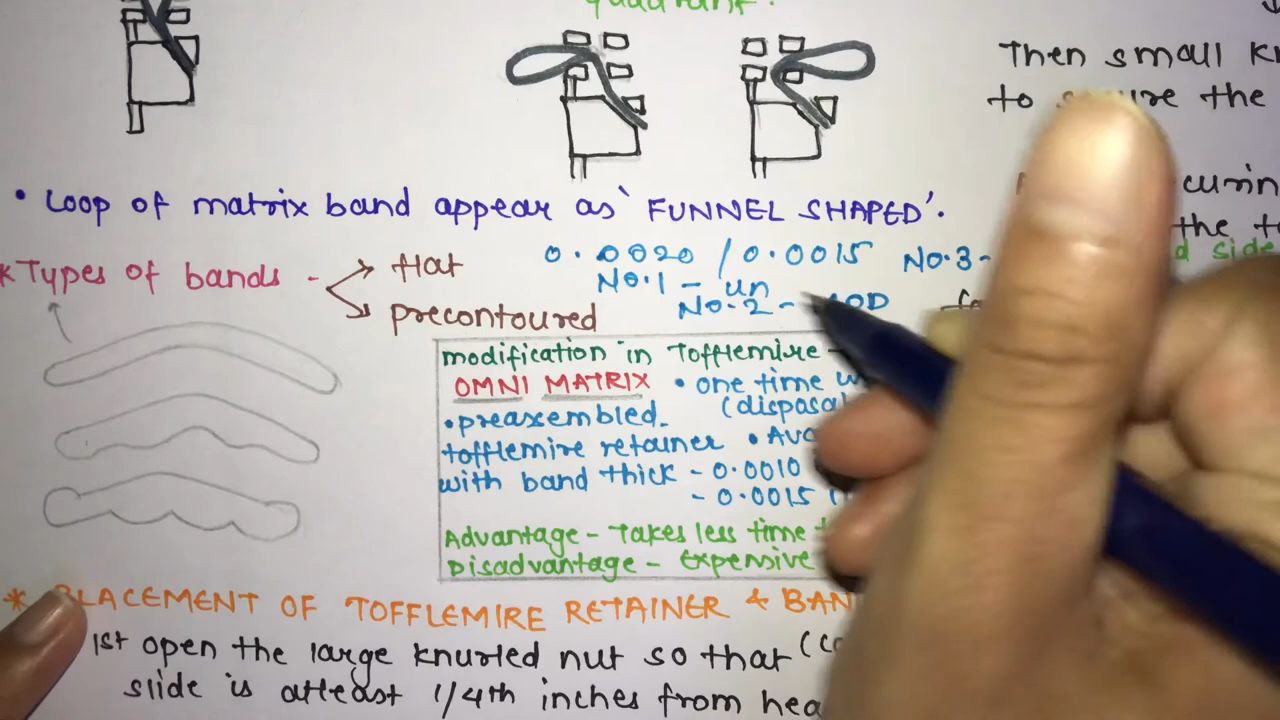 quadrant.
Then small
to the
curin
the
• Loop of matrix band appear as 'FUNNEL SHAPED'.
d side
* Types of bands -
flat
precontoured
0.0020 / 0.0015
No.1 - un
No.2 - MOD
No.3 -
modification in Tofflemire -
OMNI MATRIX
• one time
(disposa
• preassembled.
tofflemire retainer
with band thick - 0.0010
- 0.0015
Advantage - Takes less time
Disadvantage - Expensive
* PLACEMENT OF TOFFLEMIRE RETAINER & BAN
1st open the large knurled nut so that
slide is atleast 1/4th inches from hea